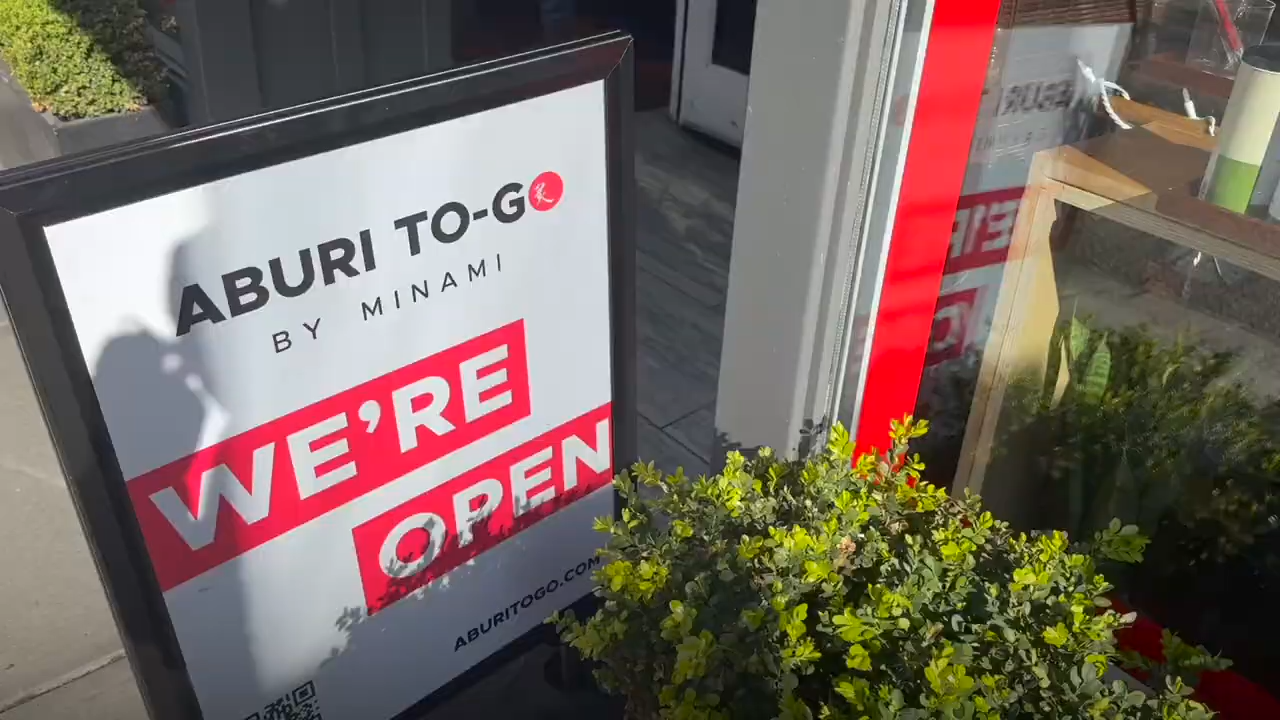 ABURI TO-GO
BY MINAMI
WE'RE
OPEN
ABURITOGO.COM